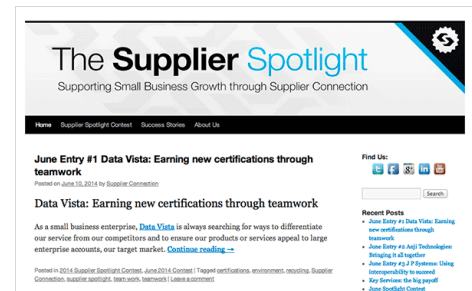 The Supplier Spotlight
Supporting Small Business Growth through Supplier Connection
Home Supplier Spotlight Contest Success Stories About Us
June Entry #1 Data Vista: Earning new certifications through
teamwork
Posted on June 10, 2014 by Supplier Connection
Data Vista: Earning new certifications through teamwork
As a small business enterprise, Data Vista is always searching for ways to differentiate
our service from our competitors and to ensure our products or services appeal to large
enterprise accounts, our target market. Continue reading →
Posted in 2014 Supplier Spotlight Contest, June 2014 Contest | Tagged certifications, environment, recycling, Supplier
Connection, supplier spotlight, team work, teamwork | Leave a comment
Find Us:
Search
Recent Posts
June Entry #1 Data Vista: Earning
new certifications through
teamwork
June Entry #2 Anji Technologies:
Bringing it all together
June Entry #3 J P Systems: Using
Interoperability to succeed
Key Services: the big payoff
June Spotlight Contest